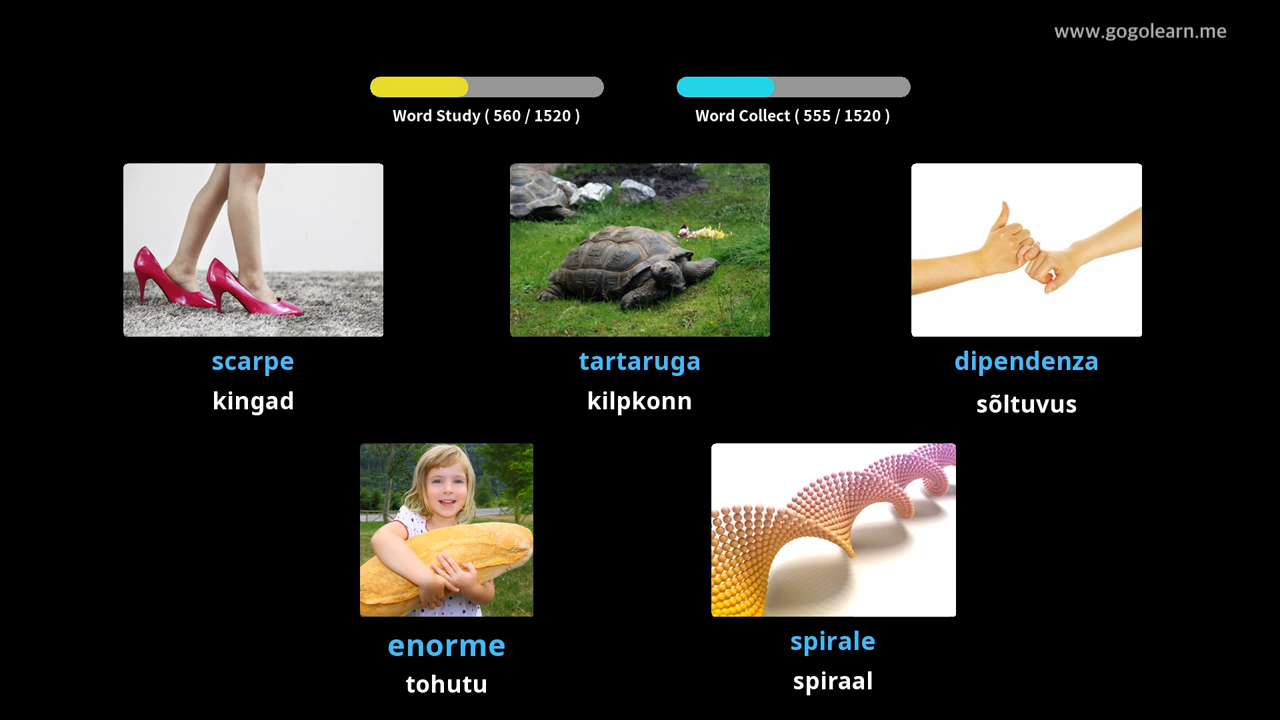 www.gogolearn.me
Word Study ( 560 / 1520 )
Word Collect ( 555 / 1520 )
scarpe
kingad
tartaruga
kilpkonn
dipendenza
sõltuvus
enorme
tohutu
spirale
spiraal